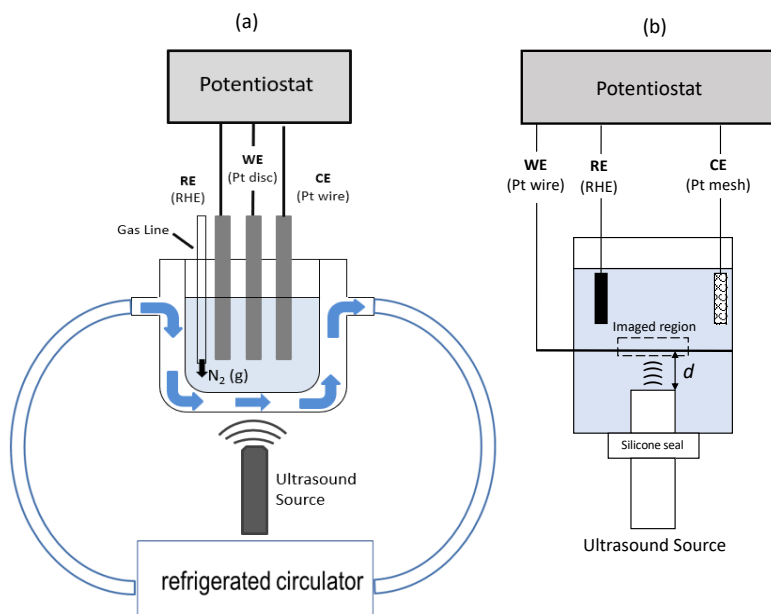 (a)
Potentiostat
RE
(RHE)
WE
(Pt disc)
CE
(Pt wire)
Gas Line
N2 (g)
Ultrasound
Source
refrigerated circulator
(b)
Potentiostat
WE
(Pt wire)
RE
(RHE)
CE
(Pt mesh)
Imaged region
d
Silicone seal
Ultrasound Source